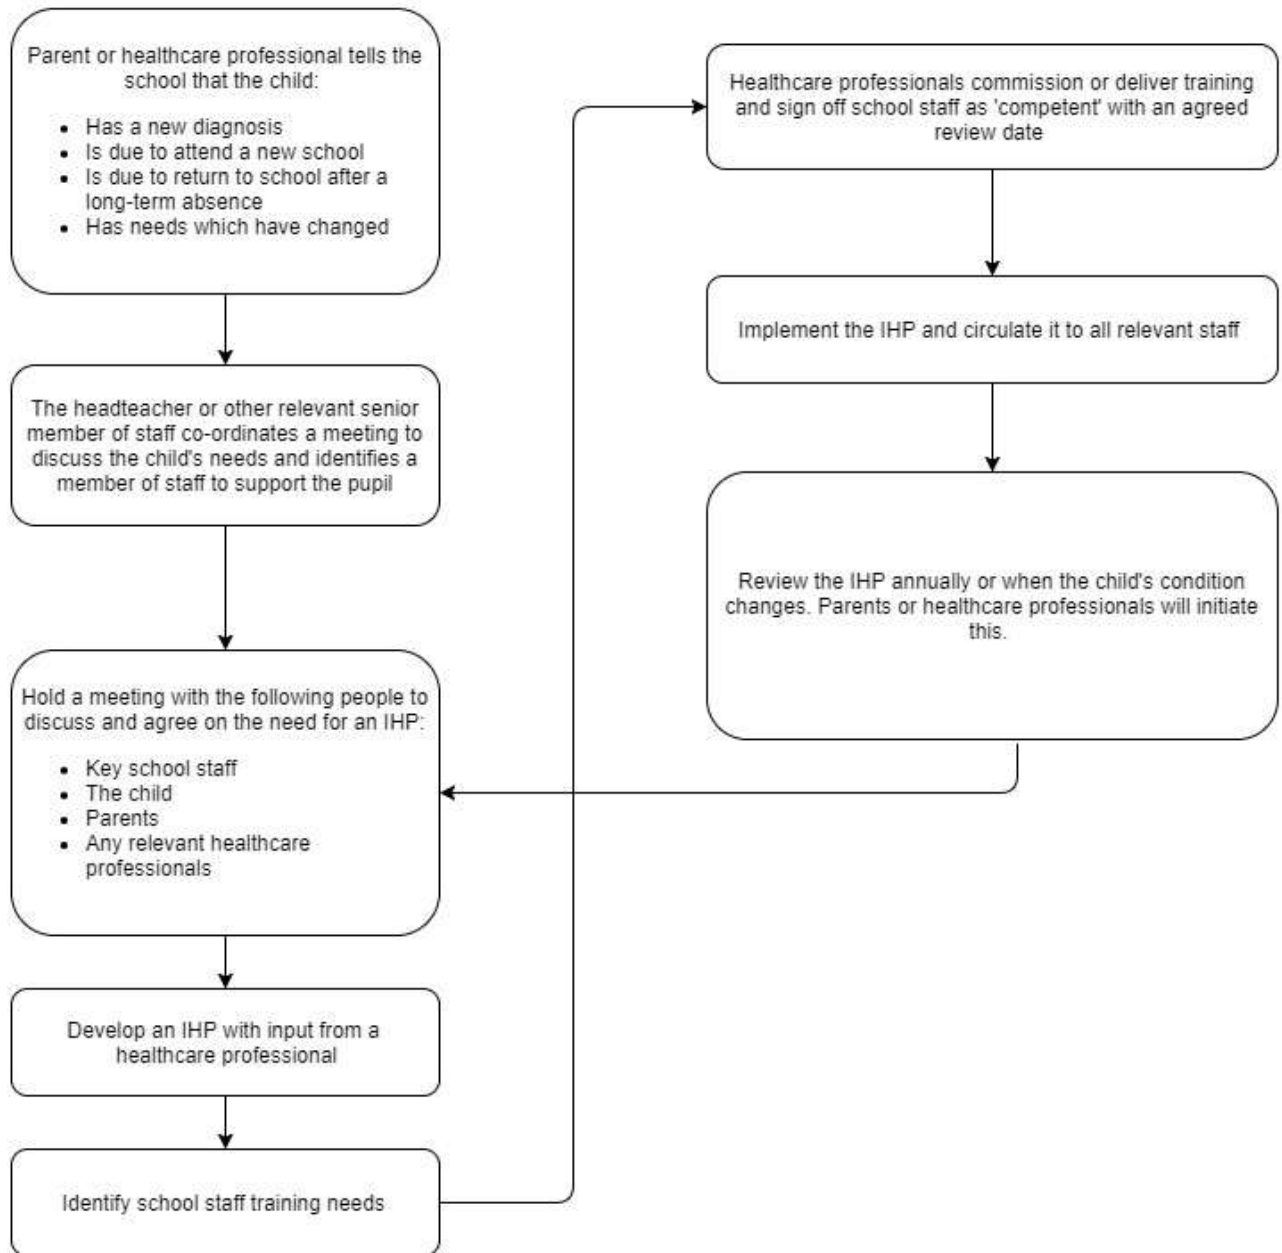 Parent or healthcare professional tells the
school that the child:
• Has a new diagnosis
• Is due to attend a new school
• Is due to return to school after a
long-term absence
• Has needs which have changed
The headteacher or other relevant senior
member of staff co-ordinates a meeting to
discuss the child's needs and identifies a
member of staff to support the pupil
Hold a meeting with the following people to
discuss and agree on the need for an IHP:
• Key school staff
• The child
• Parents
• Any relevant healthcare
professionals
Develop an IHP with input from a
healthcare professional
Identify school staff training needs
Healthcare professionals commission or deliver training
and sign off school staff as 'competent' with an agreed
review date
Implement the IHP and circulate it to all relevant staff
Review the IHP annually or when the child's condition
changes. Parents or healthcare professionals will initiate
this.